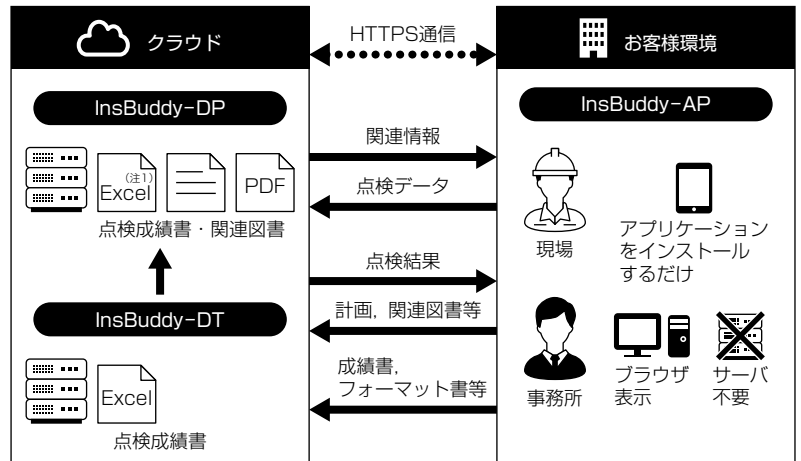 クラウド
InsBuddy-DP
(注1)
Excel
PDF
点検成績書・関連図書
InsBuddy-DT
Excel
点検成績書
HTTPS通信
関連情報
点検データ
点検結果
計画,関連図書等
成績書,
フォーマット書等
お客様環境
InsBuddy-AP
現場
アプリケーション
をインストール
するだけ
事務所
ブラウザ
表示
サーバ
不要